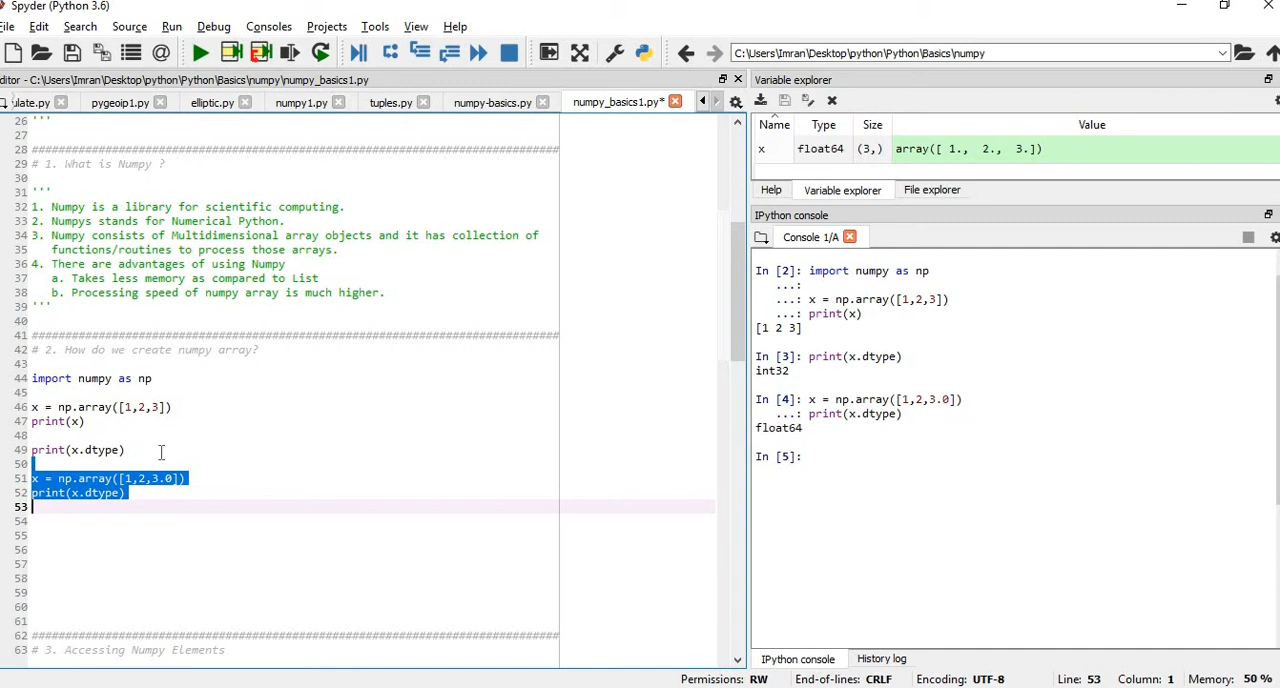 Spyder (Python 3.6)
File Edit Search Source Run Debug Consoles Projects Tools View Help
C:\Users\Imran\Desktop\python\Python\Basics\numpy
C:\Users\Imran\Desktop\python\Python\Basics\numpy\numpy_basics1.py
ulate.py pygeoip1.py elliptic.py numpy1.py tuples.py numpy-basics.py numpy_basics1.py*
26 '''
27
28 ###############################################################################
29 # 1. What is Numpy ?
30
31 '''
32 1. Numpy is a library for scientific computing.
33 2. Numpys stands for Numerical Python.
34 3. Numpy consists of Multidimensional array objects and it has collection of
35 functions/routines to process those arrays.
36 4. There are advantages of using Numpy
37 a. Takes less memory as compared to List
38 b. Processing speed of numpy array is much higher.
39 '''
40
41 ###############################################################################
42 # 2. How do we create numpy array?
43
44 import numpy as np
45
46 x = np.array([1,2,3])
47 print(x)
48
49 print(x.dtype)
50
51 x = np.array([1,2,3.0])
52 print(x.dtype)
53
54
55
56
57
58
59
60
61
62 ###############################################################################
63 # 3. Accessing Numpy Elements
Variable explorer
Name Type Size Value
x float64 (3,) array([ 1., 2., 3.])
Help Variable explorer File explorer
IPython console
Console 1/A
In [2]: import numpy as np
...:
...: x = np.array([1,2,3])
...: print(x)
[1 2 3]
In [3]: print(x.dtype)
int32
In [4]: x = np.array([1,2,3.0])
...: print(x.dtype)
float64
In [5]:
IPython console History log
Permissions: RW End-of-lines: CRLF Encoding: UTF-8 Line: 53 Column: 1 Memory: 50 %